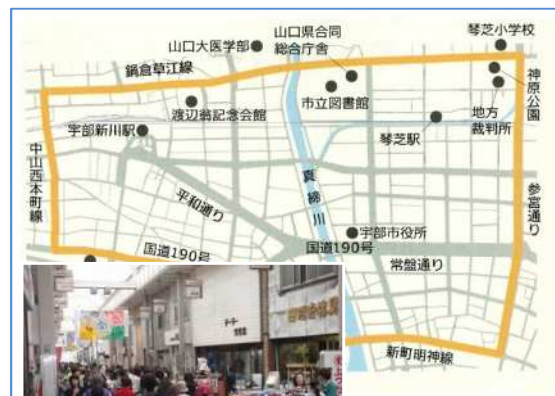 山口大医学部
山口県合同
総合庁舎
琴芝小学校
鍋倉草江線
神原公園
渡辺翁記念会館
市立図書館
地方
裁判所
宇部新川駅
琴芝駅
中山西本町線
真締川
参宮通り
平和通り
宇部市役所
国道190号
国道190号
常盤通り
新町明神線